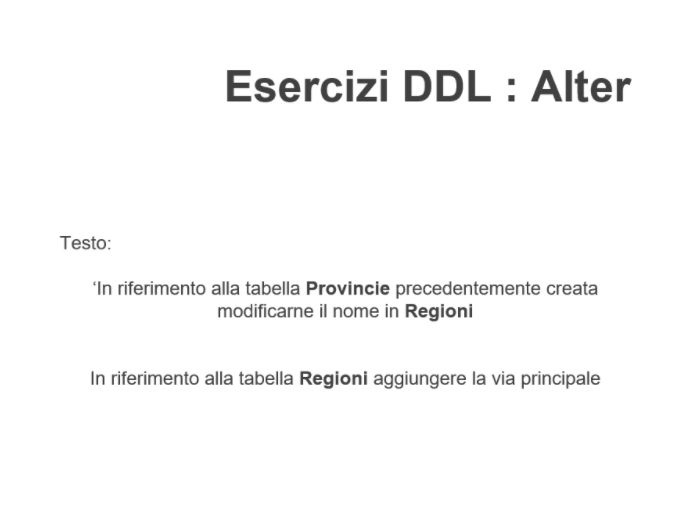 Esercizi DDL : Alter
Testo:
‘In riferimento alla tabella Provincie precedentemente creata
modificarne il nome in Regioni
In riferimento alla tabella Regioni aggiungere la via principale